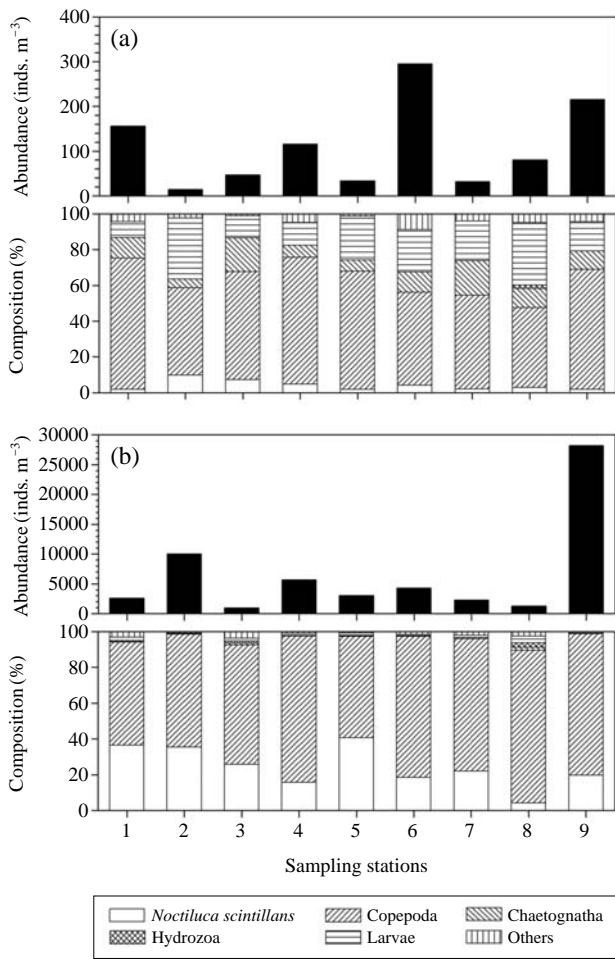 (a)
Abundance (inds. m⁻³)
400
300
200
100
0
Composition (%)
100
80
60
40
20
0
(b)
Abundance (inds. m⁻³)
30000
25000
20000
15000
10000
5000
0
Composition (%)
100
80
60
40
20
0
1 2 3 4 5 6 7 8 9
Sampling stations
Noctiluca scintillans Copepoda Chaetognatha
Hydrozoa Larvae Others